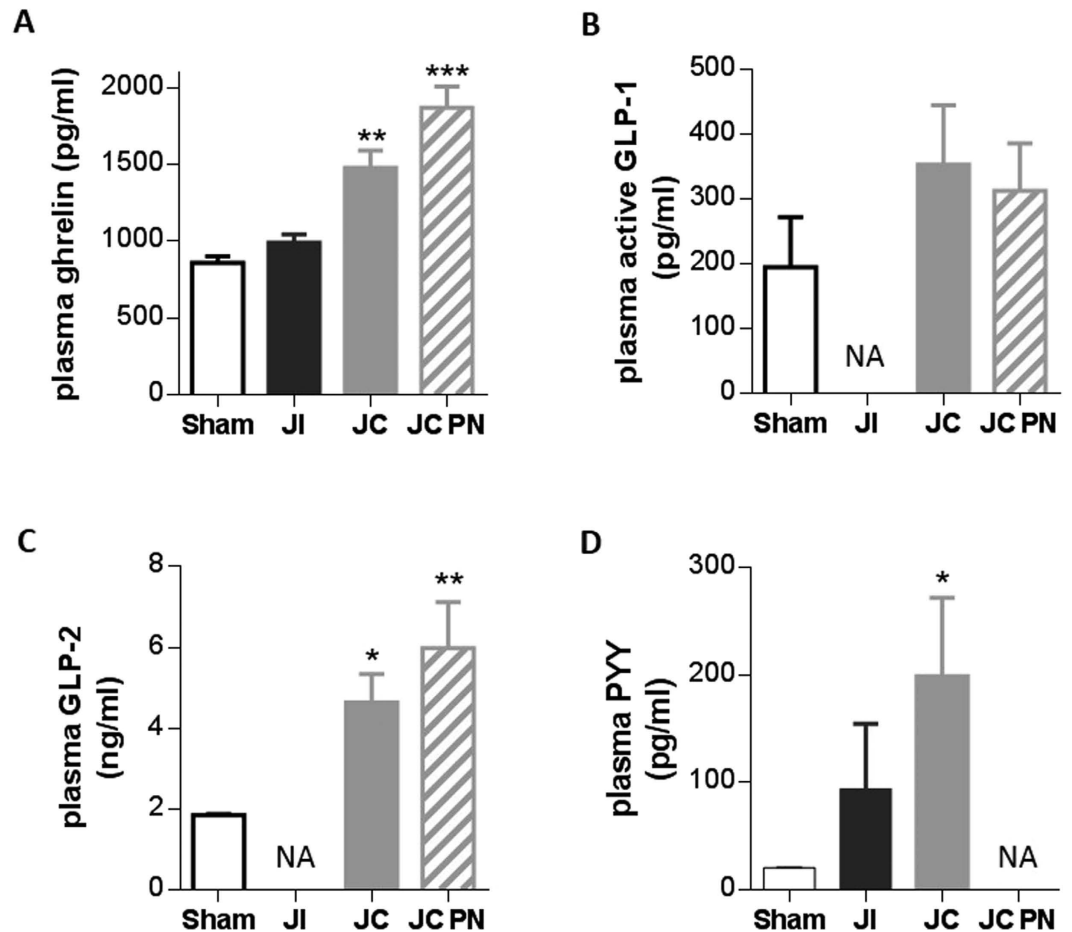 A
plasma ghrelin (pg/ml)
2000
1500
1000
500
0
**
***
Sham JI JC JC PN
B
plasma active GLP-1
(pg/ml)
500
400
300
200
100
0
NA
Sham JI JC JC PN
C
plasma GLP-2
(ng/ml)
8
6
4
2
0
NA
*
**
Sham JI JC JC PN
D
plasma PYY
(pg/ml)
300
200
100
0
*
NA
Sham JI JC JC PN